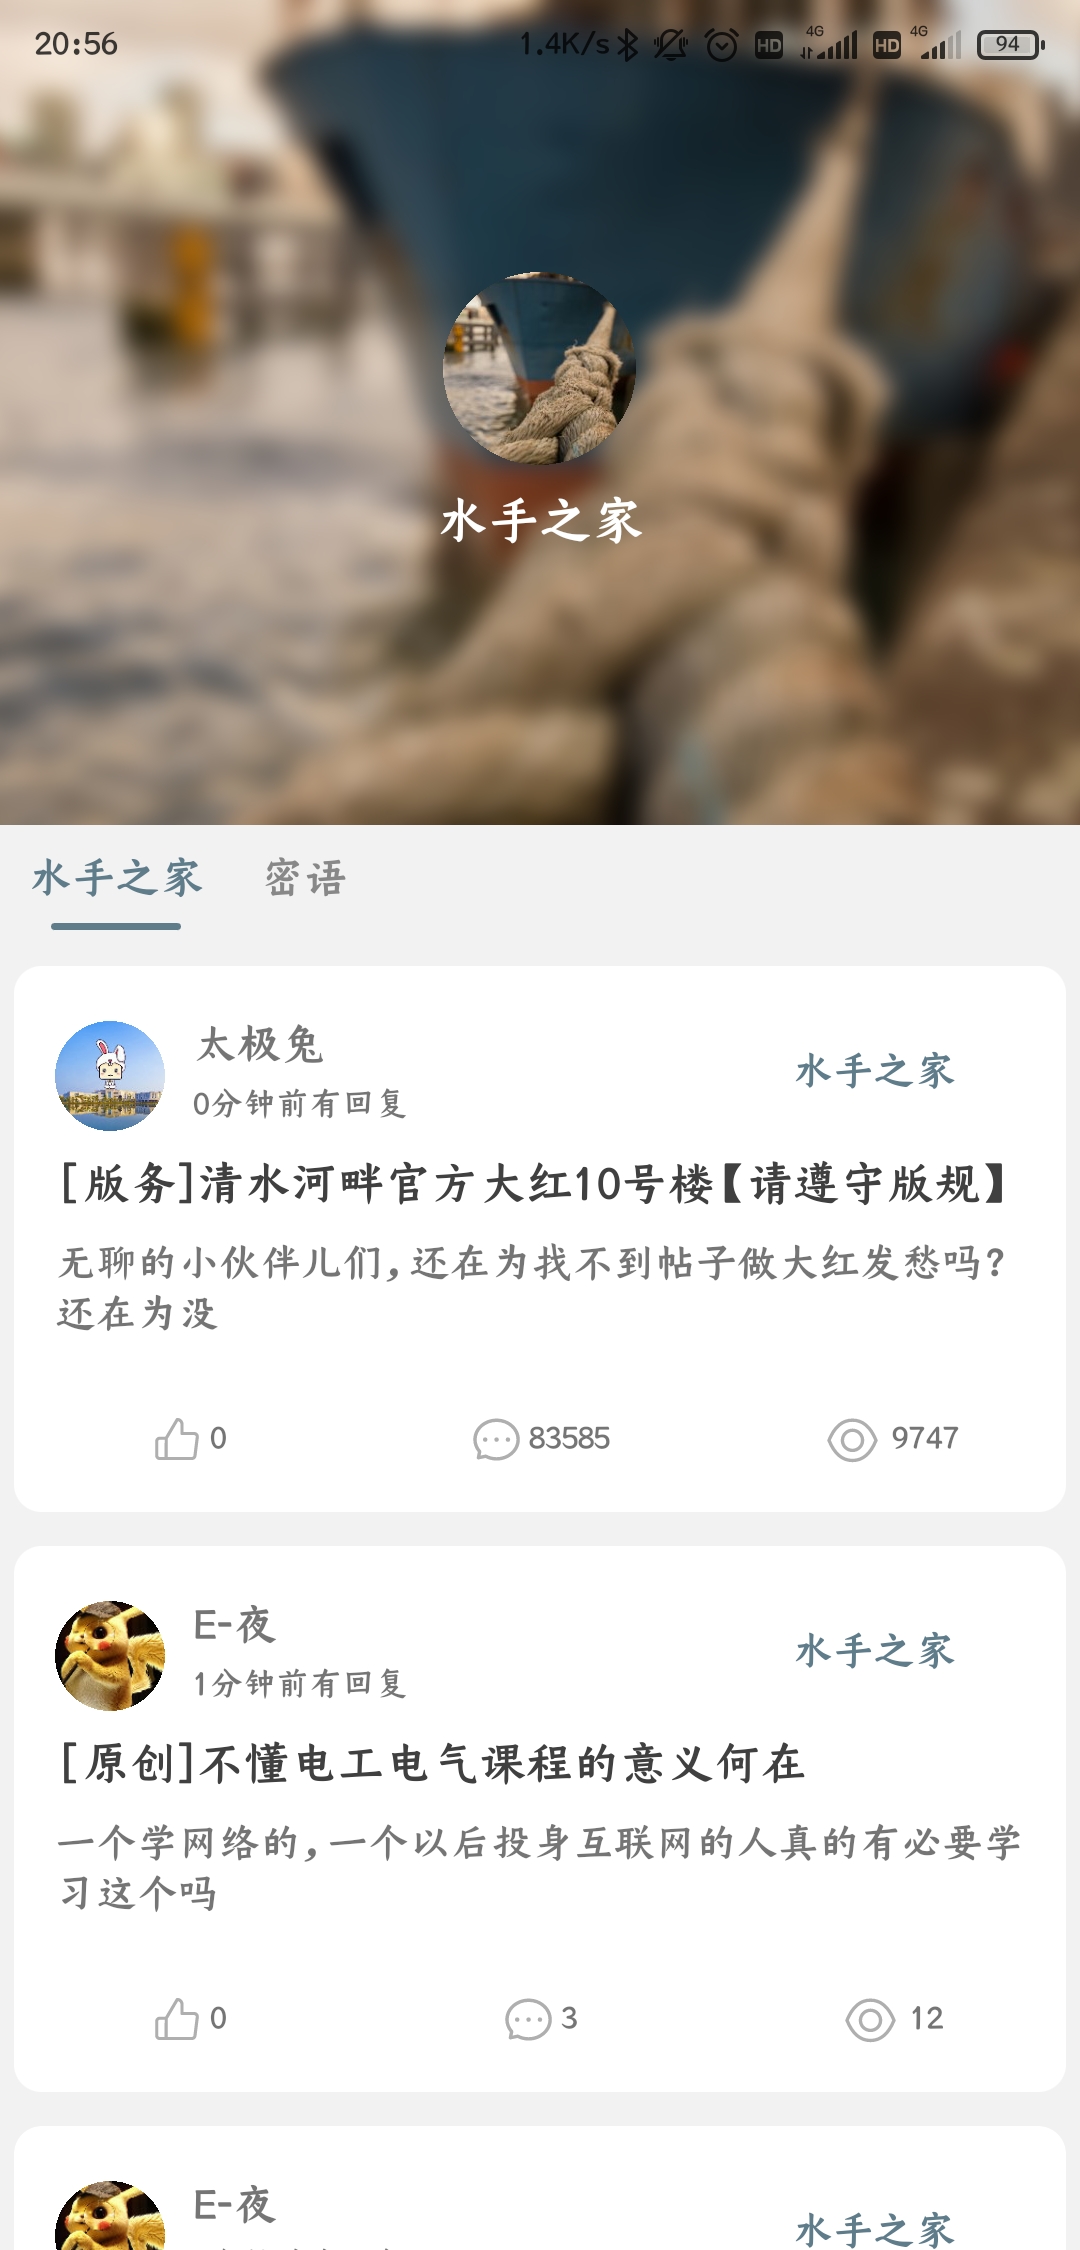 20:56
1.4K/s
HD
4G
HD
4G
94
水手之家
水手之家 密语
太极兔
水手之家
0分钟前有回复
[版务]清水河畔官方大红10号楼【请遵守版规】
无聊的小伙伴儿们,还在为找不到帖子做大红发愁吗?
还在为没
0 83585 9747
E-夜
水手之家
1分钟前有回复
[原创]不懂电工电气课程的意义何在
一个学网络的,一个以后投身互联网的人真的有必要学
习这个吗
0 3 12
E-夜
水手之家